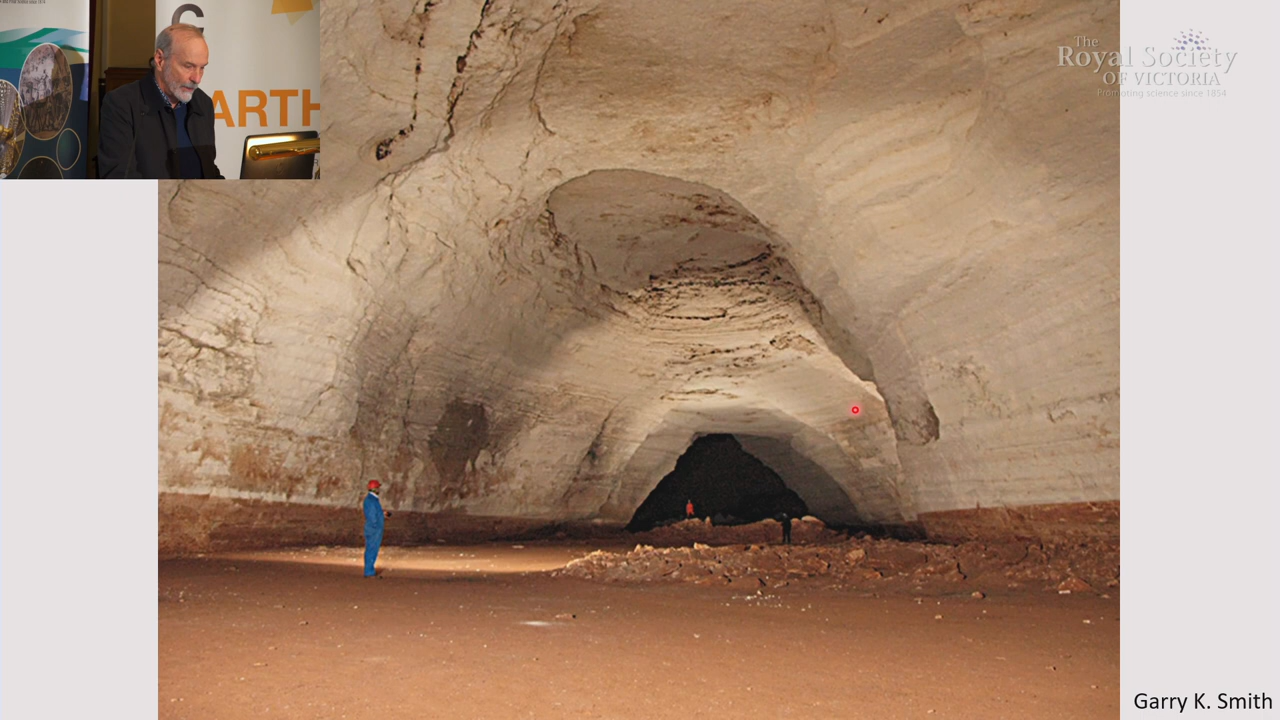 C
ARTH
The
Royal Society
OF VICTORIA
Promoting science since 1854
Garry K. Smith